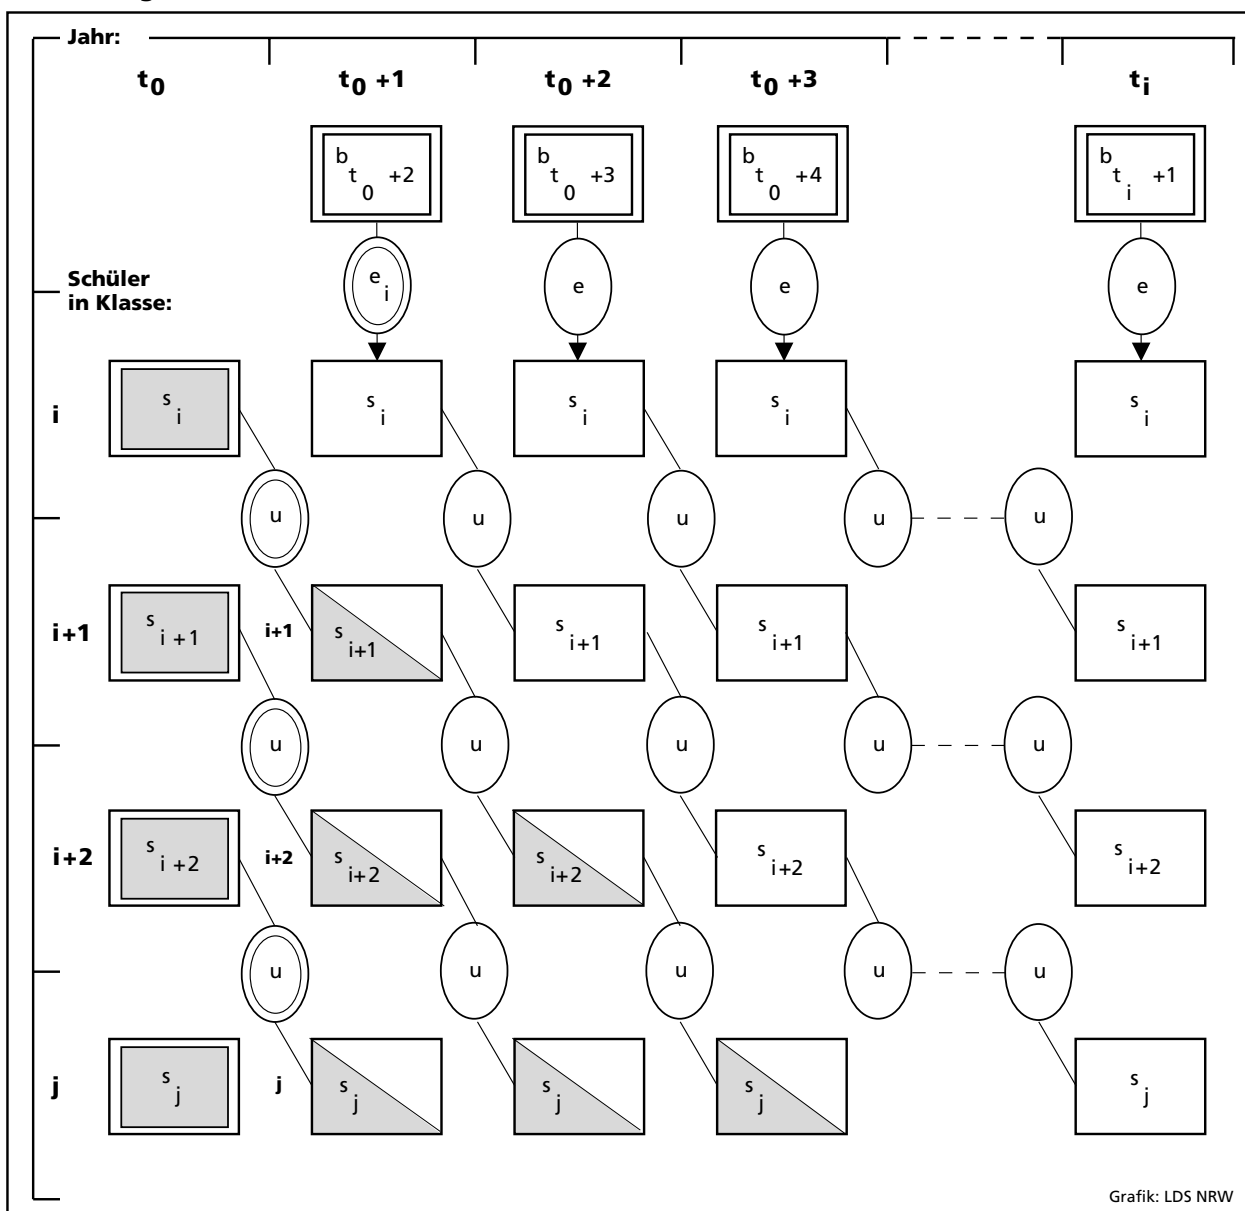 Jahr:
t0 t0 +1 t0 +2 t0 +3 ti
b t0 +2 b t0 +3 b t0 +4 b ti +1
ei e e e
Schüler
in Klasse:
i si si si si si
u u u u u
i+1 si +1 i+1 si+1 si+1 si+1 si+1
u u u u u
i+2 si +2 i+2 si+2 si+2 si+2 si+2
u u u u u
j sj j sj sj sj sj
Grafik: LDS NRW